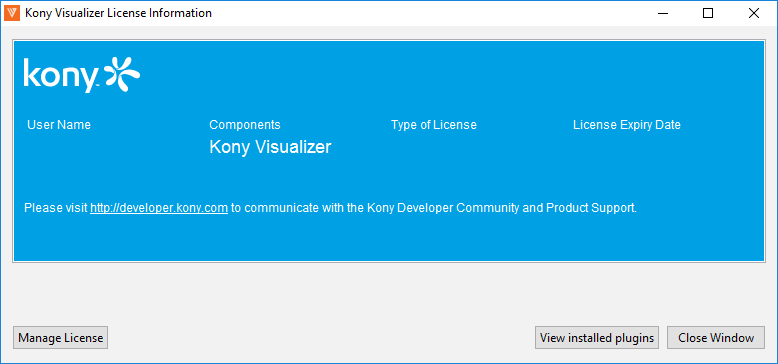 Kony Visualizer License Information
kony
User Name Components Type of License License Expiry Date
Kony Visualizer
Please visit http://developer.kony.com to communicate with the Kony Developer Community and Product Support.
Manage License View installed plugins Close Window